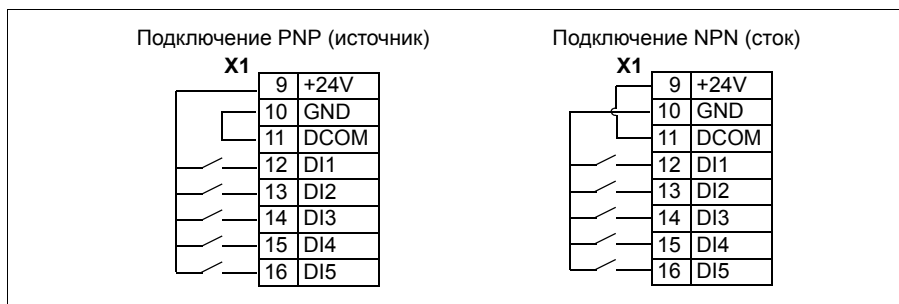 Подключение PNP (источник)
X1
9 +24V
10 GND
11 DCOM
12 DI1
13 DI2
14 DI3
15 DI4
16 DI5
Подключение NPN (сток)
X1
9 +24V
10 GND
11 DCOM
12 DI1
13 DI2
14 DI3
15 DI4
16 DI5